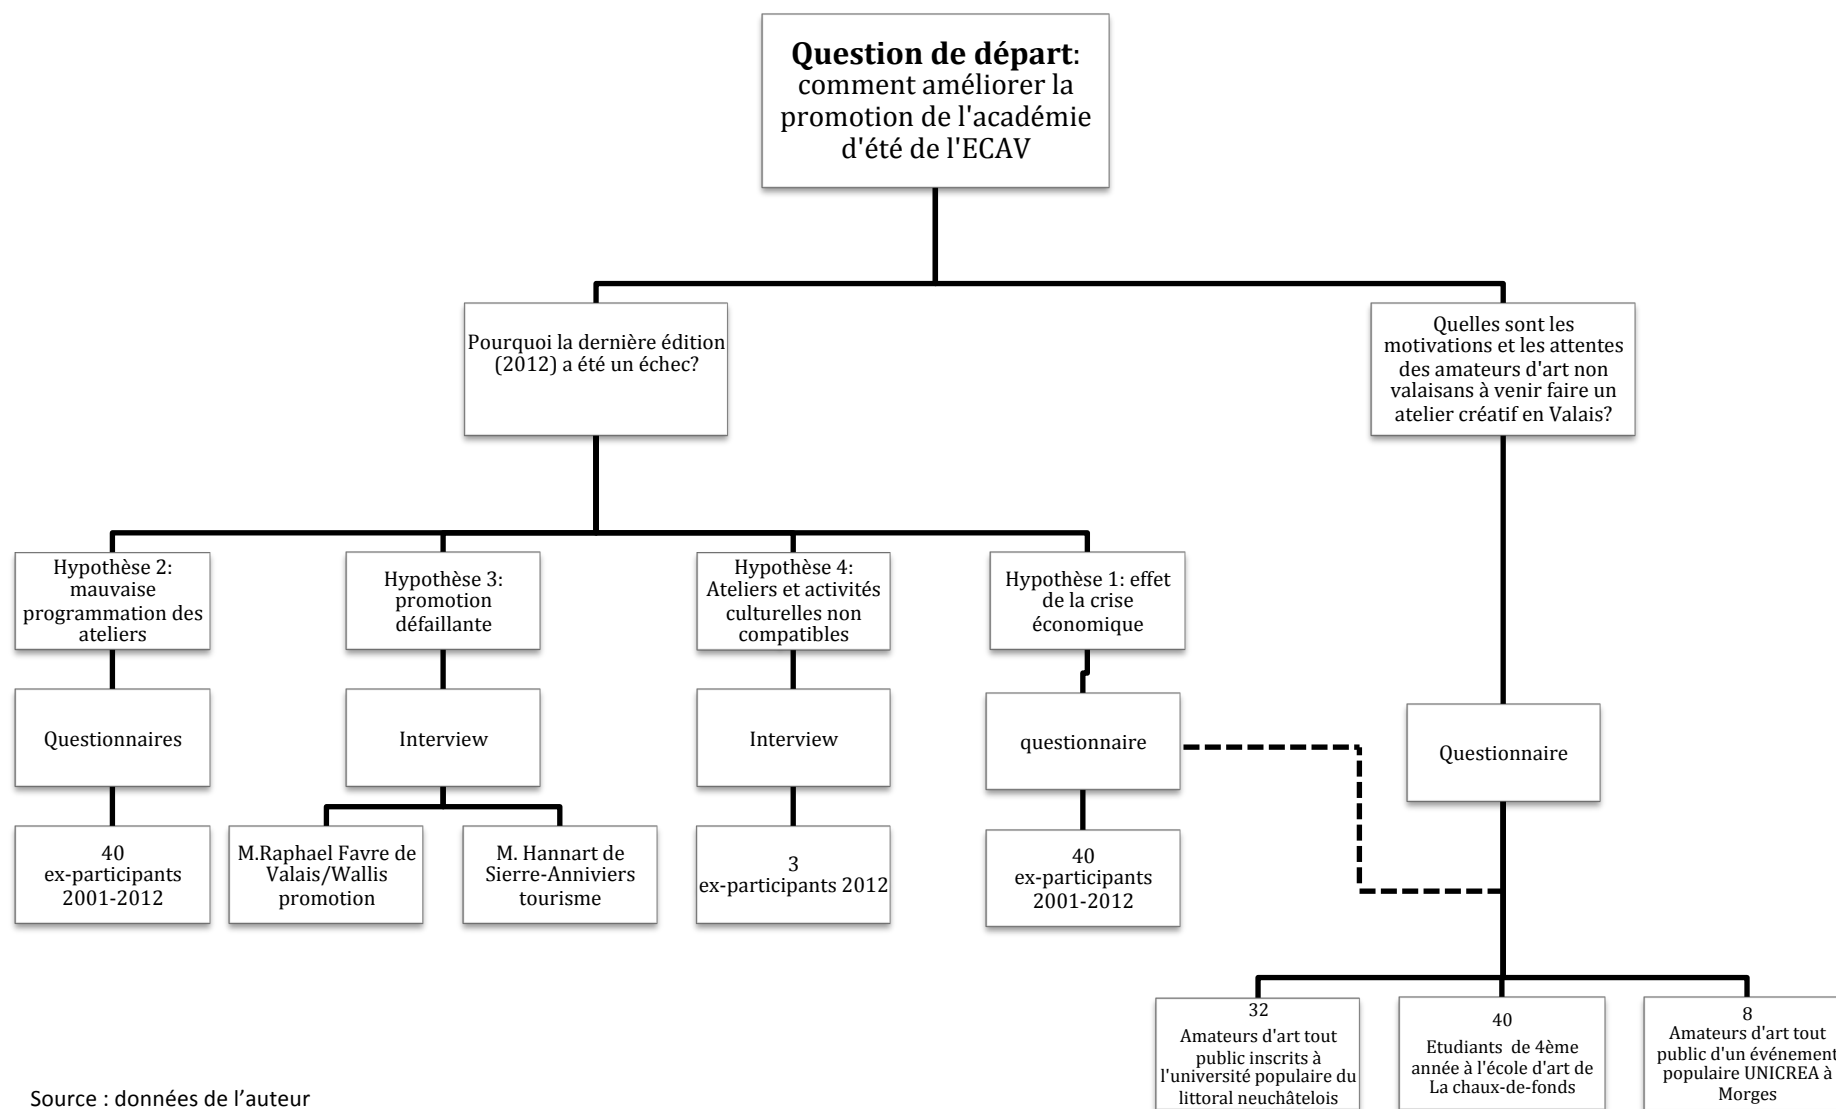 Question de départ:
comment améliorer la
promotion de l'académie
d'été de l'ECAV
Pourquoi la dernière édition
(2012) a été un échec?
Quelles sont les
motivations et les attentes
des amateurs d'art non
valaisans à venir faire un
atelier créatif en Valais?
Hypothèse 2:
mauvaise
programmation des
ateliers
Hypothèse 3:
promotion
défaillante
Hypothèse 4:
Ateliers et activités
culturelles non
compatibles
Hypothèse 1: effet
de la crise
économique
Questionnaires
Interview
Interview
questionnaire
Questionnaire
40
ex-participants
2001-2012
M.Raphael Favre de
Valais/Wallis
promotion
M. Hannart de
Sierre-Anniviers
tourisme
3
ex-participants 2012
40
ex-participants
2001-2012
32
Amateurs d'art tout
public inscrits à
l'université populaire du
littoral neuchâtelois
40
Etudiants de 4ème
année à l'école d'art de
La chaux-de-fonds
8
Amateurs d'art tout
public d'un événement
populaire UNICREA à
Morges
Source : données de l'auteur